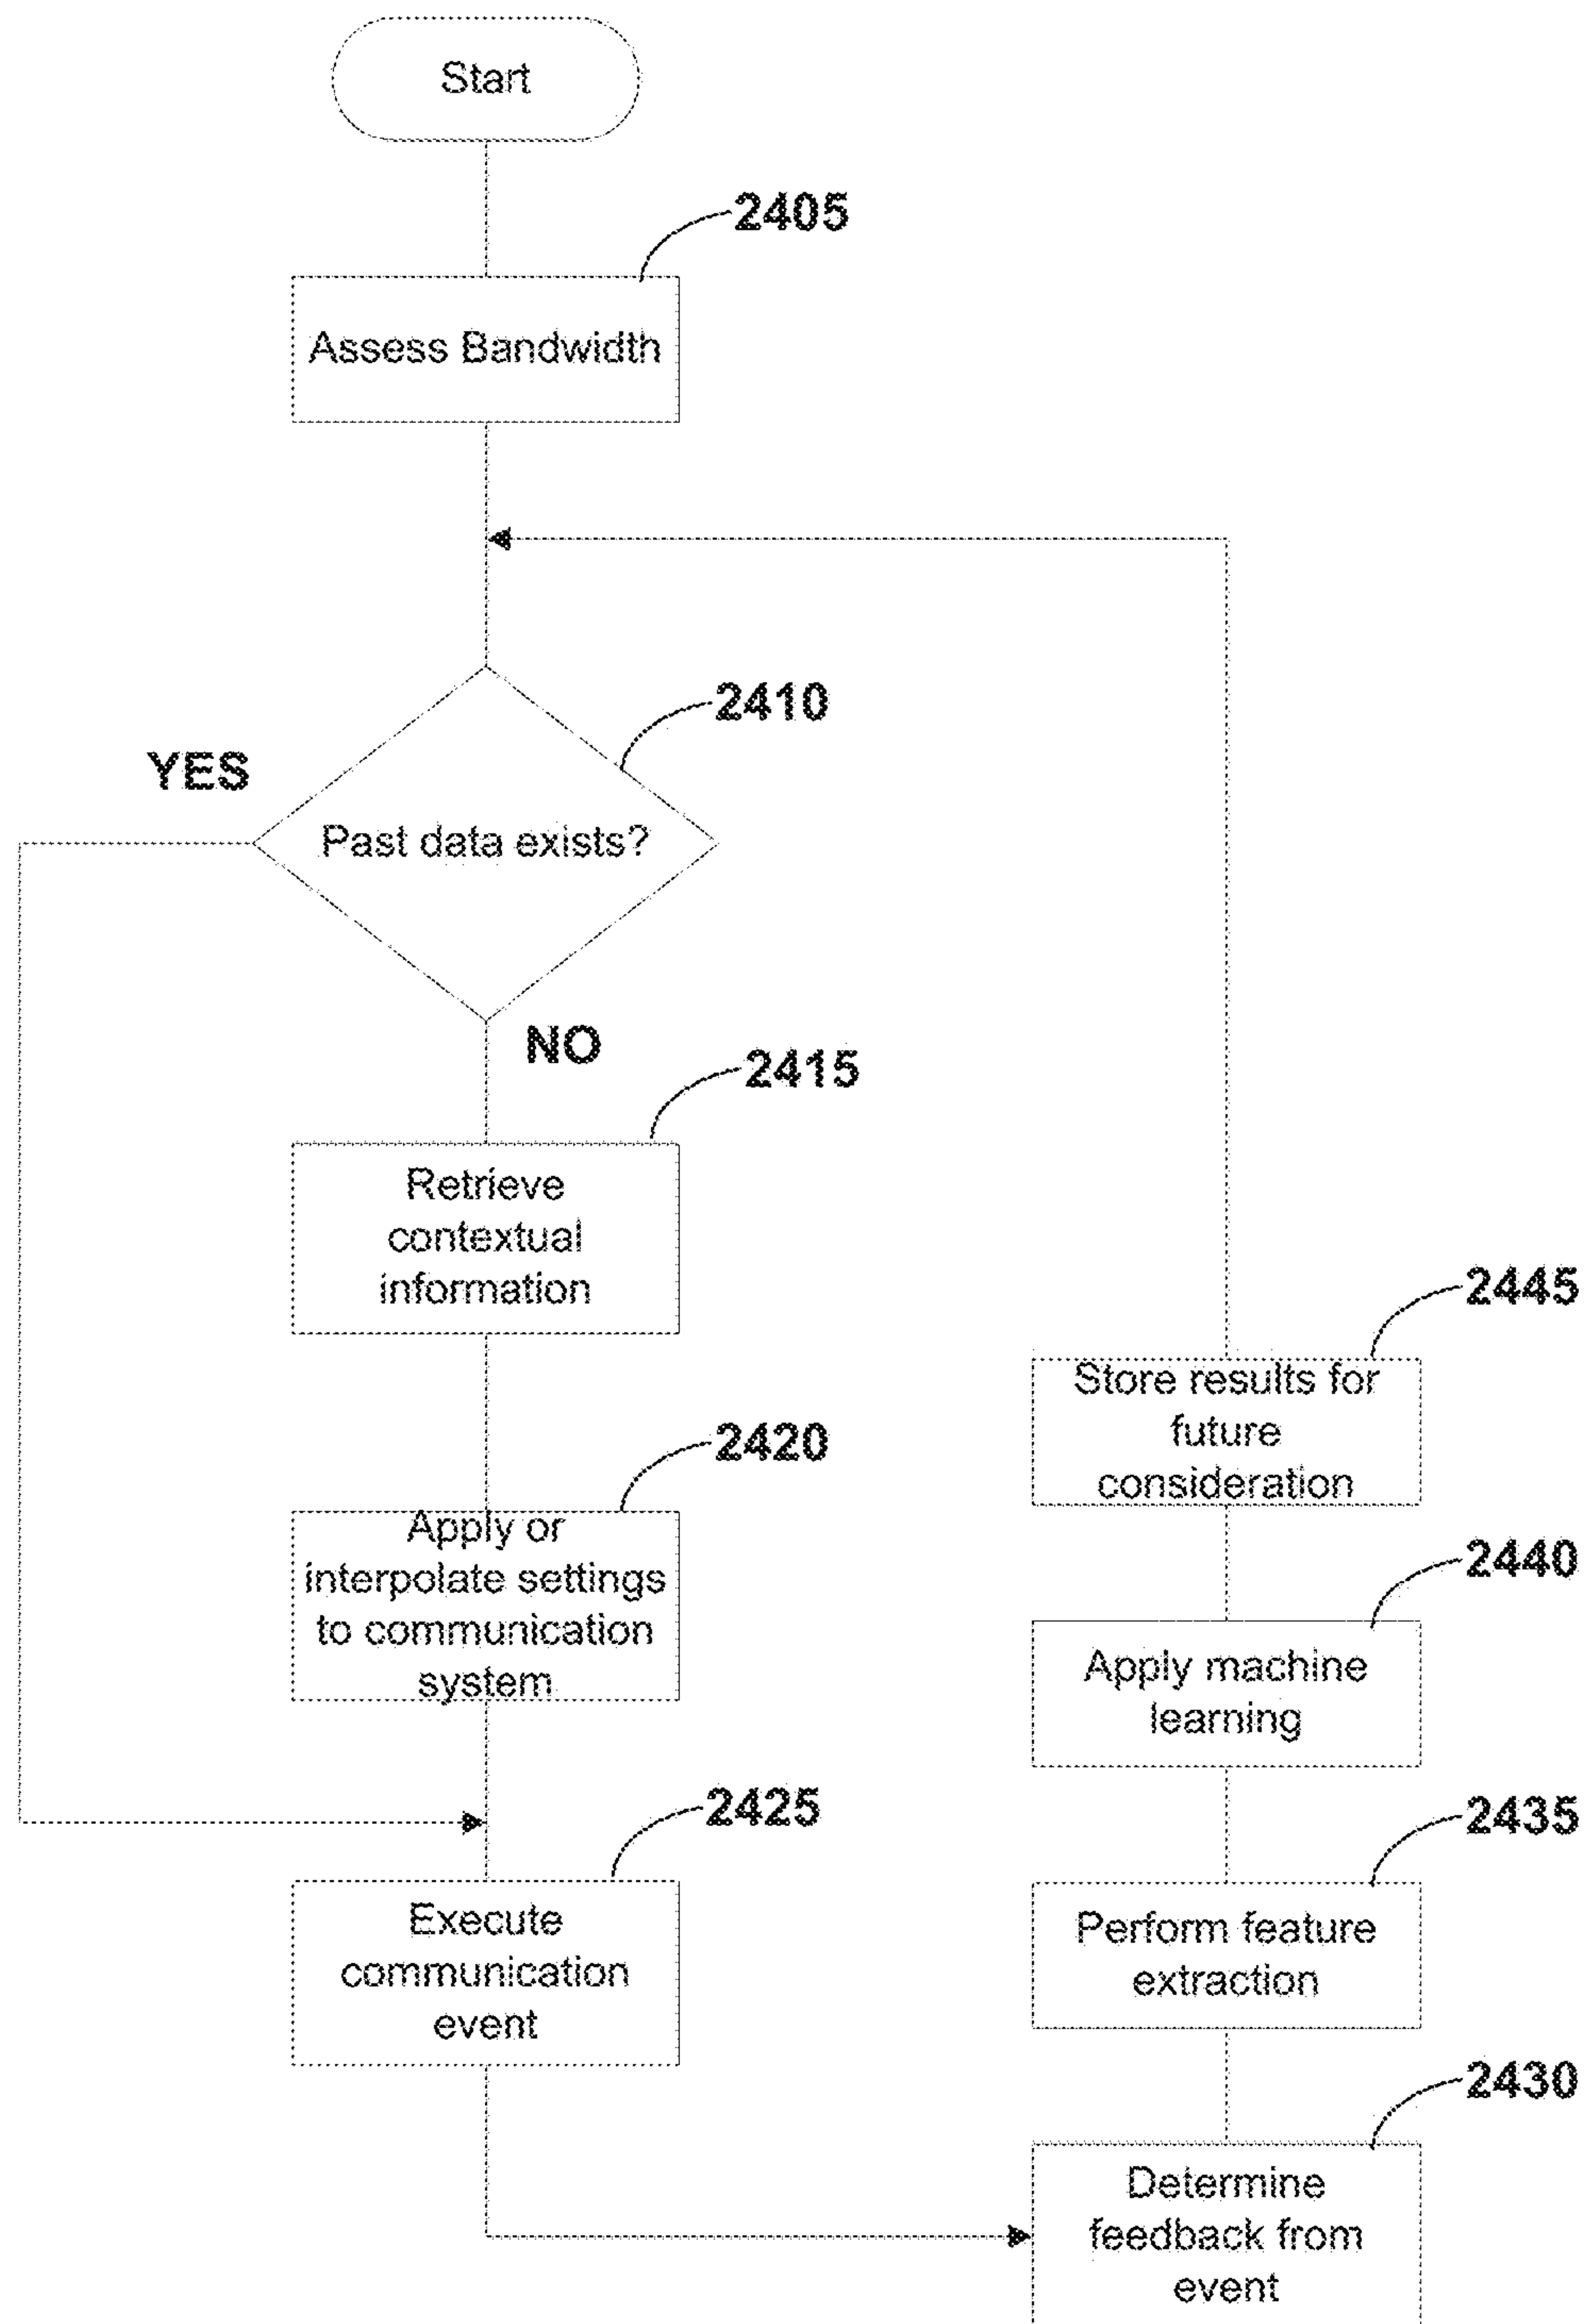 Start
2405
Assess Bandwidth
2410
YES
Past data exists?
NO
2415
Retrieve
contextual
information
2420
Apply or
interpolate settings
to communication
system
2425
Execute
communication
event
2445
Store results for
future
consideration
2440
Apply machine
learning
2435
Perform feature
extraction
2430
Determine
feedback from
event